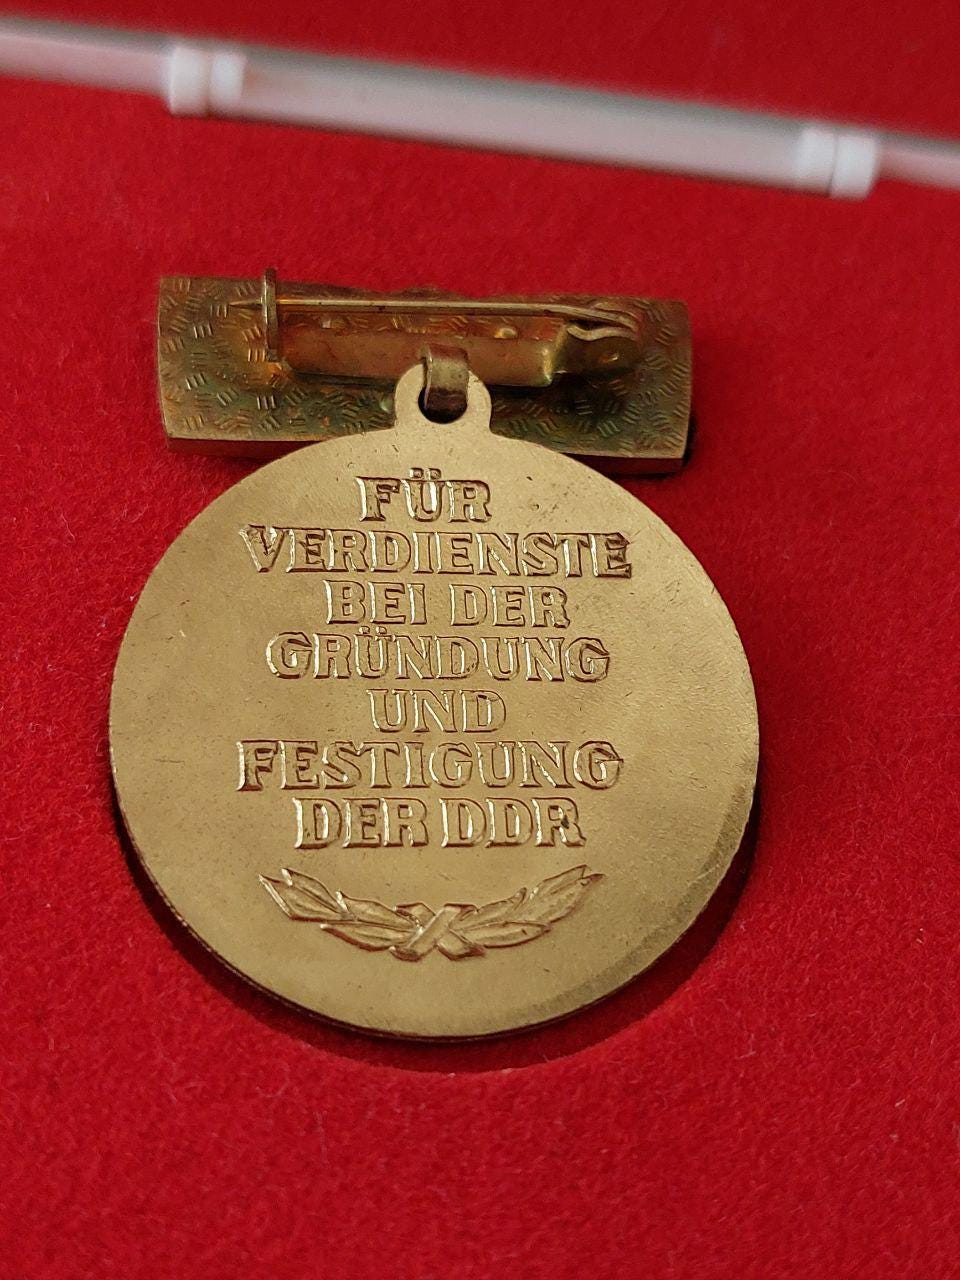 FÜR
VERDIENSTE
BEI DER
GRÜNDUNG
UND
FESTIGUNG
DER DDR